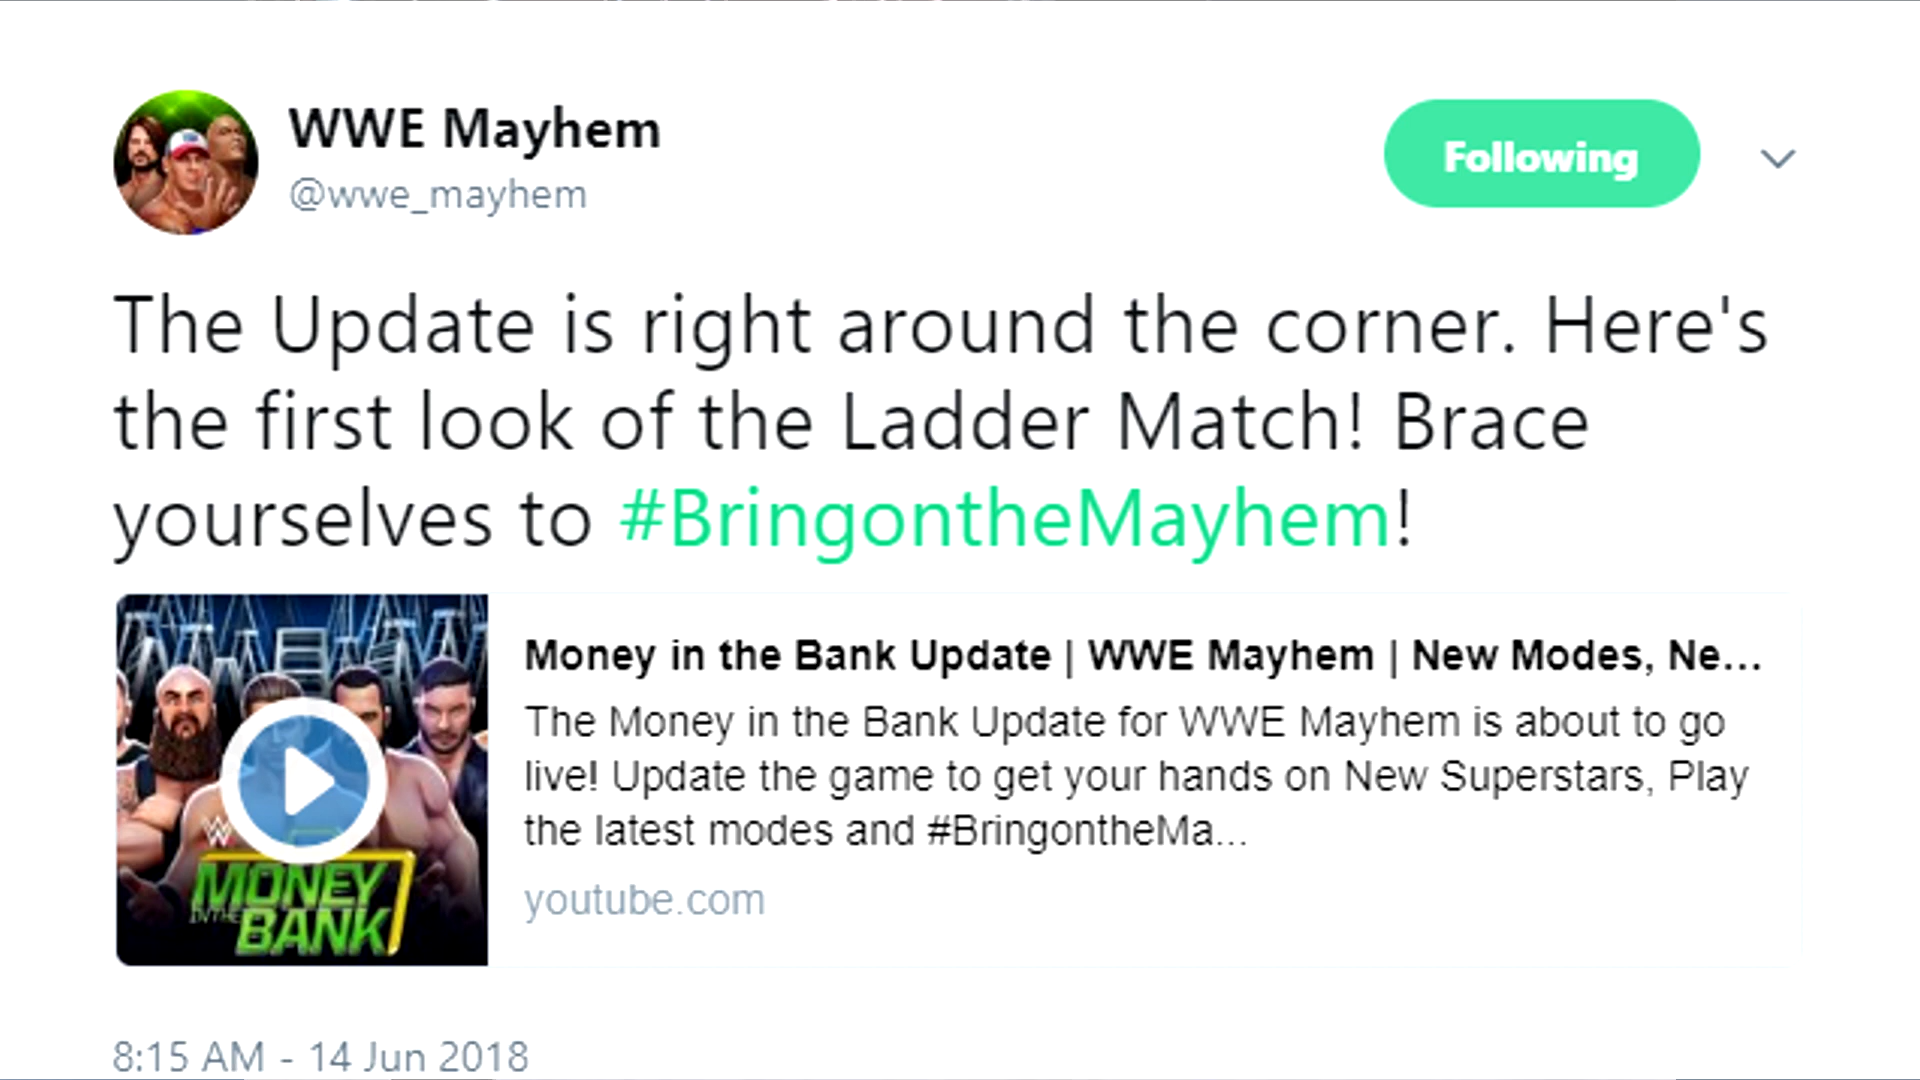 WWE Mayhem
@wwe_mayhem
Following
The Update is right around the corner. Here's
the first look of the Ladder Match! Brace
yourselves to #BringontheMayhem!
Money in the Bank Update | WWE Mayhem | New Modes, Ne...
The Money in the Bank Update for WWE Mayhem is about to go
live! Update the game to get your hands on New Superstars, Play
the latest modes and #BringontheMa...
youtube.com
W
MONEY
IN THE
BANK
8:15 AM - 14 Jun 2018